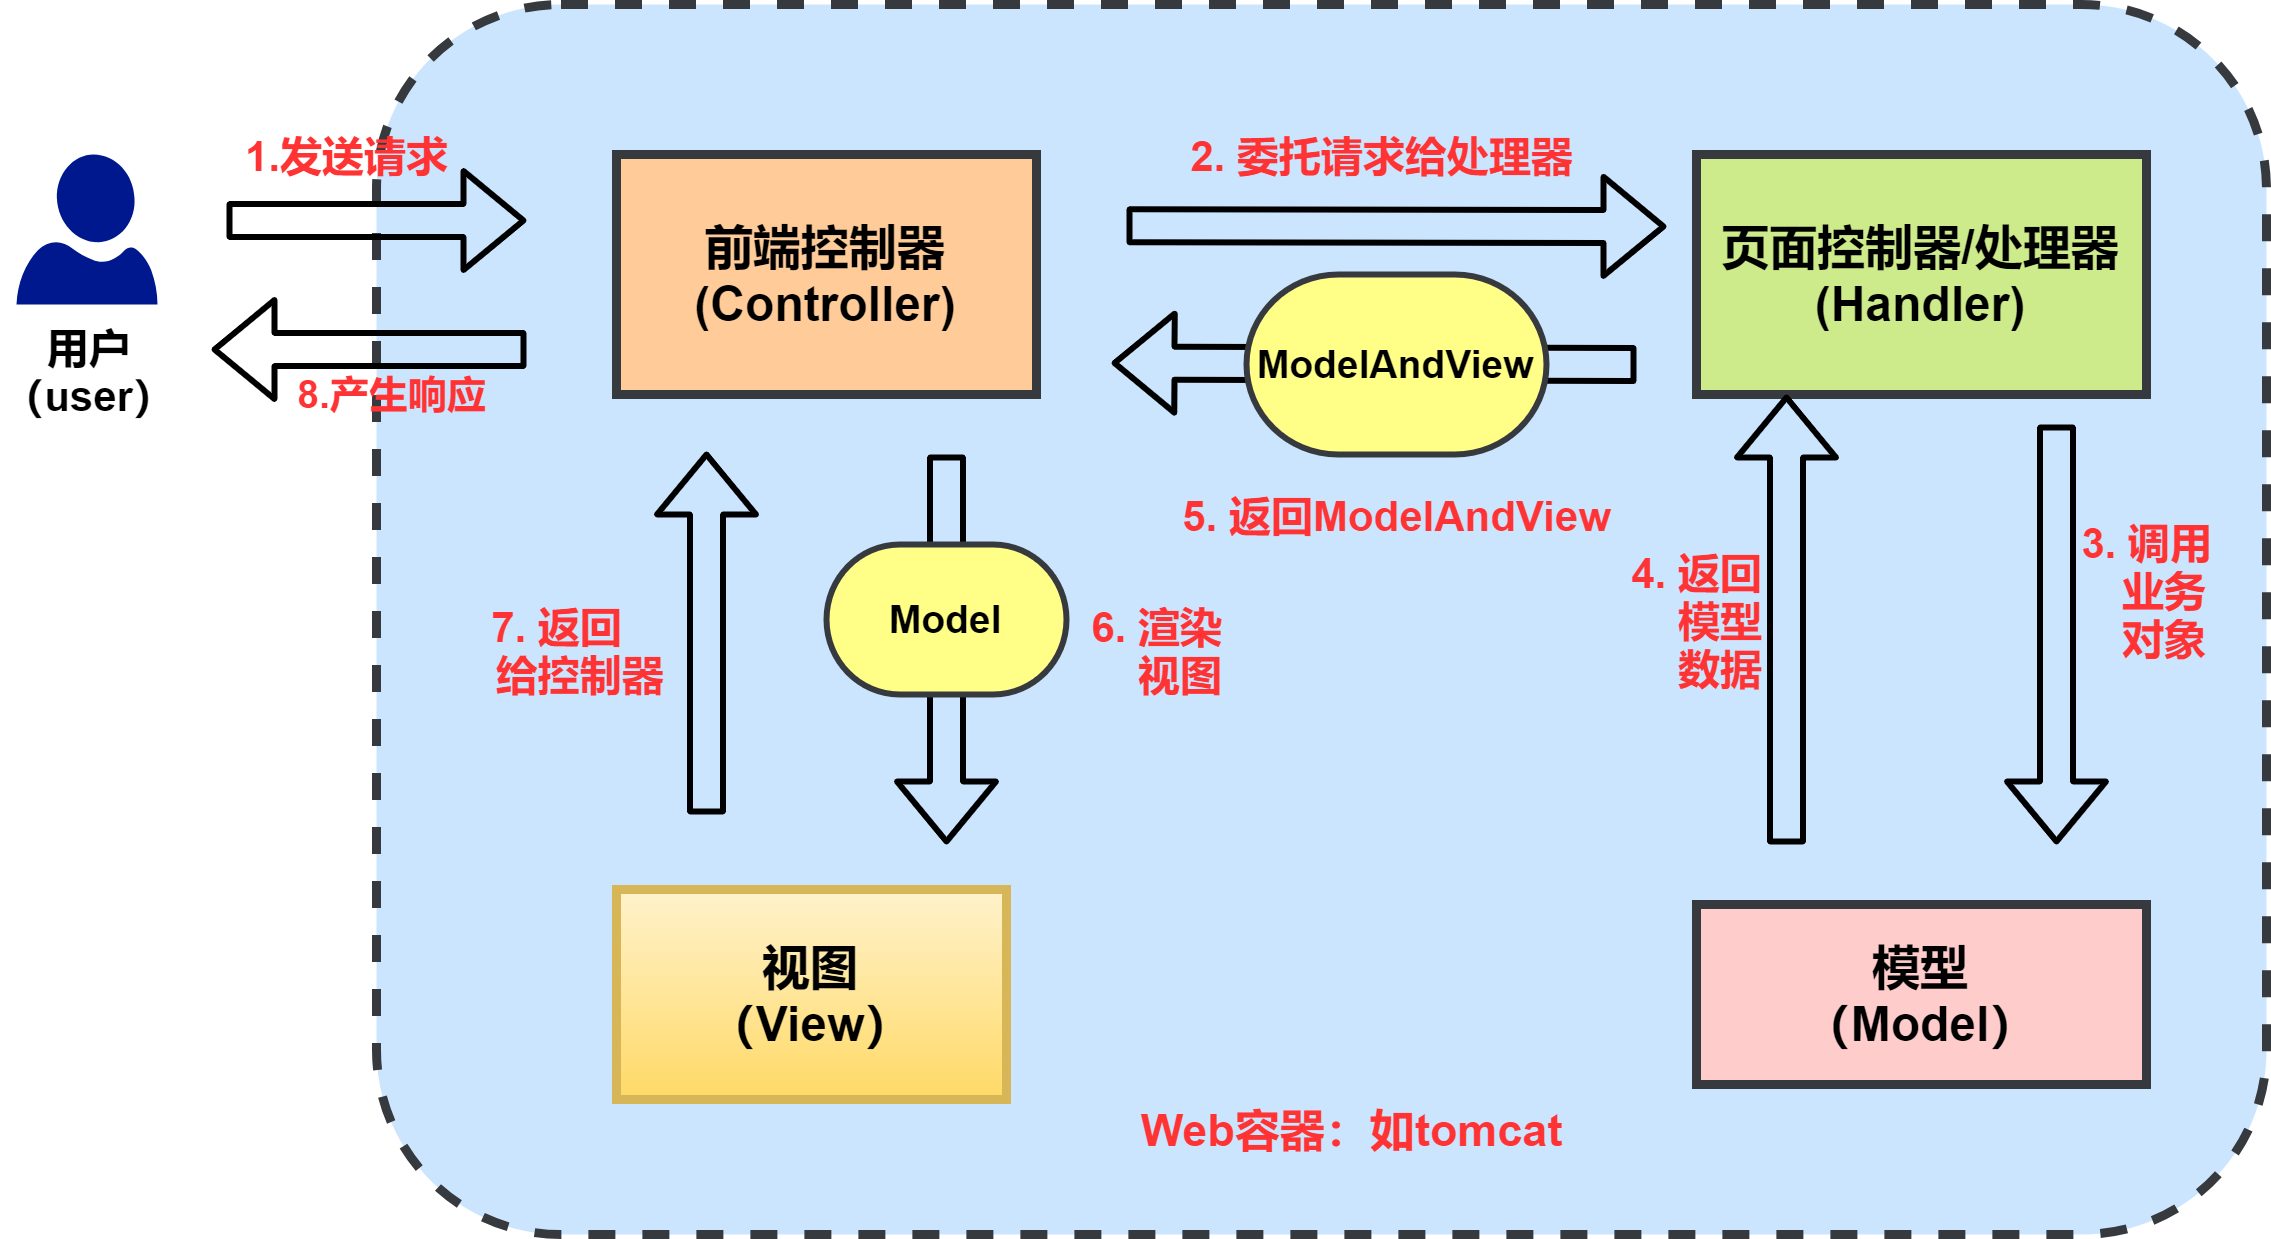 1.发送请求
用户
（user）
8.产生响应
前端控制器
(Controller)
2. 委托请求给处理器
页面控制器/处理器
(Handler)
ModelAndView
5. 返回ModelAndView
3. 调用
业务
对象
4. 返回
模型
数据
Model
6. 渲染
视图
7. 返回
给控制器
视图
（View）
模型
（Model）
Web容器：如tomcat